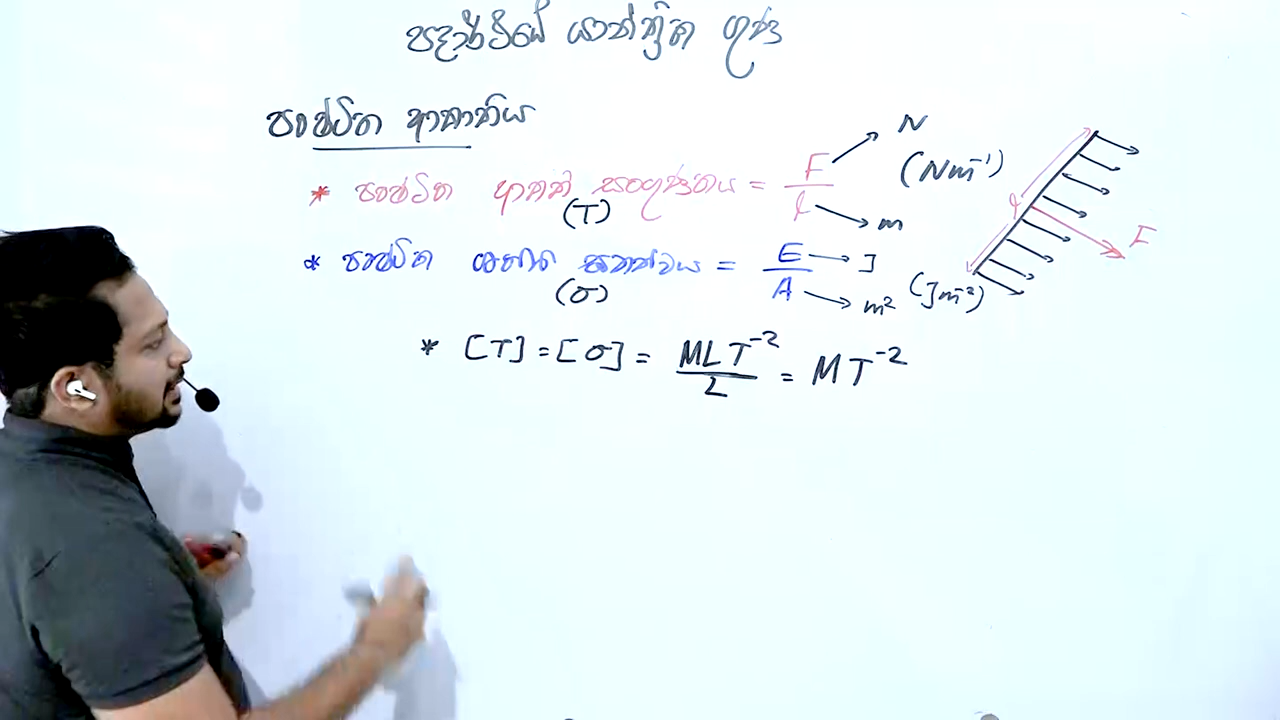 පදාර්ථයේ යාන්ත්‍රික ගුණ
පෘෂ්ඨික ආතතිය
* පෘෂ්ඨික ආතති සංගුණකය = F / ℓ → N → m (Nm⁻¹)
(T)
* පෘෂ්ඨික ශක්ති ඝනත්වය = E / A → J → m² (Jm⁻²)
(σ)
* [T] = [σ] = MLT⁻² / L = MT⁻²
ℓ
F